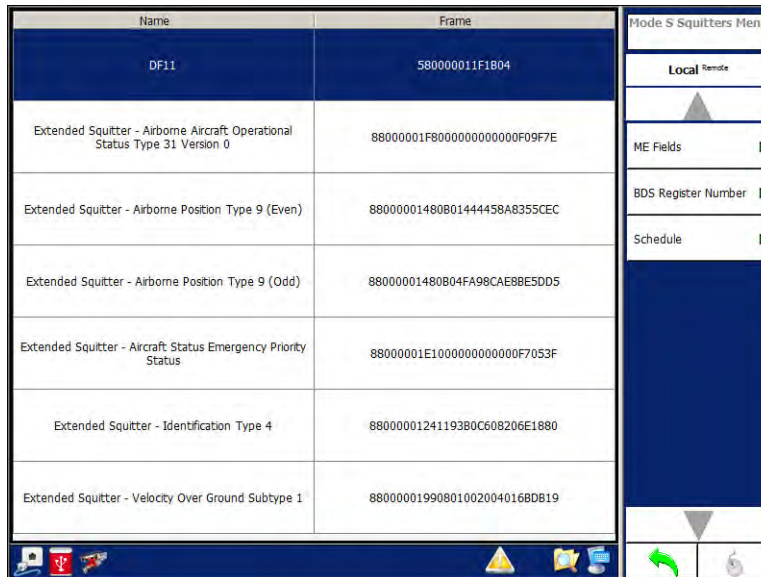 Name Frame
DF11 580000011F1B04
Extended Squitter - Airborne Aircraft Operational
Status Type 31 Version 0
88000001F8000000000000F09F7E
Extended Squitter - Airborne Position Type 9 (Even) 88000001480B01444458A8355CEC
Extended Squitter - Airborne Position Type 9 (Odd) 88000001480B04FA98CAE8BE5DD5
Extended Squitter - Aircraft Status Emergency Priority
Status
88000001E1000000000000F7053F
Extended Squitter - Identification Type 4 88000001241193B0C608206E1880
Extended Squitter - Velocity Over Ground Subtype 1 88000001990801002004016BDB19
Mode S Squitters Men
Local Remote
ME Fields
BDS Register Number
Schedule